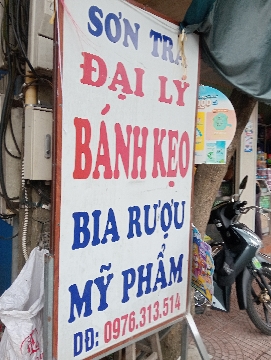 SƠN TRÀ
ĐẠI LÝ
BÁNH KẸO
BIA RƯỢU
MỸ PHẨM
DĐ: 0976.313.514